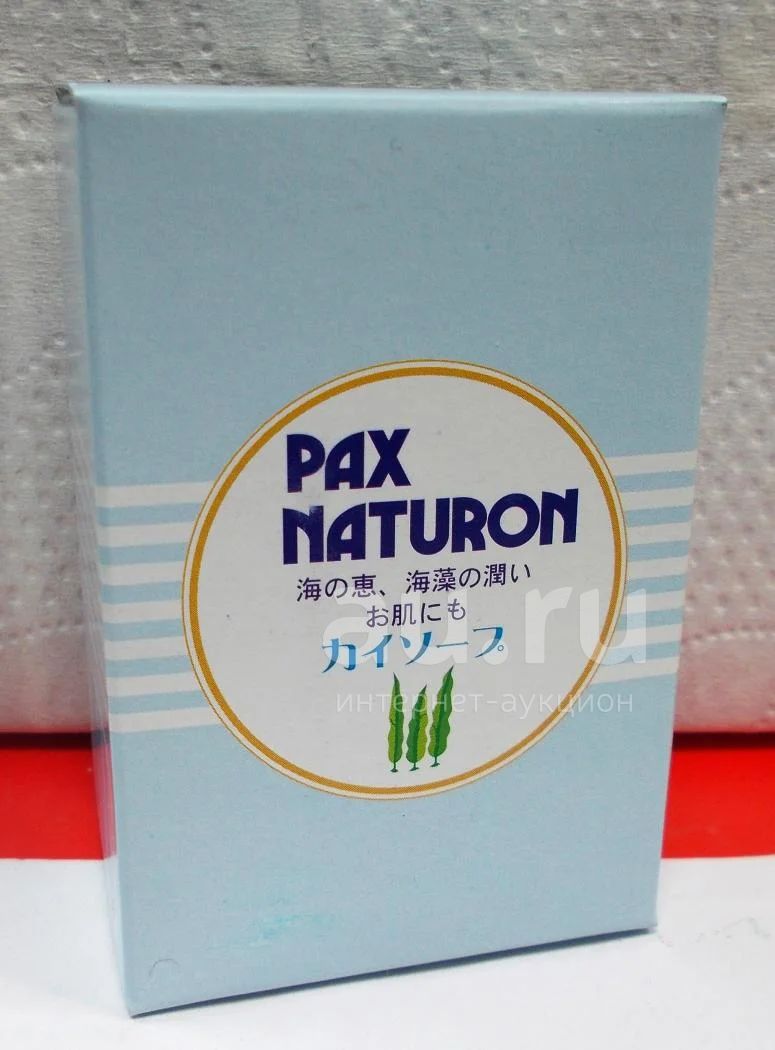 PAX
NATURON
海の恵、海藻の潤い
お肌にも
カイソープ
au.ru
интернет-аукцион